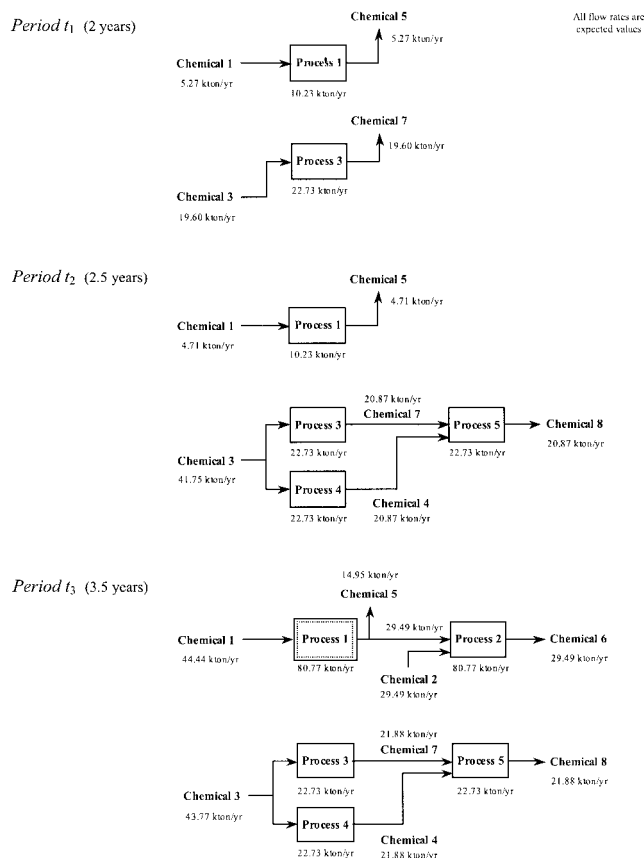 Period t1 (2 years)
All flow rates are
expected values
Chemical 5
5.27 kton/yr
Chemical 1
Process 1
5.27 kton/yr
10.23 kton/yr
Chemical 7
19.60 kton/yr
Process 3
22.73 kton/yr
Chemical 3
19.60 kton/yr
Period t2 (2.5 years)
Chemical 5
4.71 kton/yr
Chemical 1
Process 1
4.71 kton/yr
10.23 kton/yr
20.87 kton/yr
Chemical 7
Process 3
Process 5
Chemical 8
22.73 kton/yr
22.73 kton/yr
20.87 kton/yr
Chemical 3
41.75 kton/yr
Process 4
22.73 kton/yr
Chemical 4
20.87 kton/yr
Period t3 (3.5 years)
14.95 kton/yr
Chemical 5
29.49 kton/yr
Chemical 1
Process 1
Process 2
Chemical 6
44.44 kton/yr
80.77 kton/yr
80.77 kton/yr
29.49 kton/yr
Chemical 2
29.49 kton/yr
21.88 kton/yr
Chemical 7
Process 3
Process 5
Chemical 8
22.73 kton/yr
22.73 kton/yr
21.88 kton/yr
Chemical 3
43.77 kton/yr
Process 4
22.73 kton/yr
Chemical 4
21.88 kton/yr